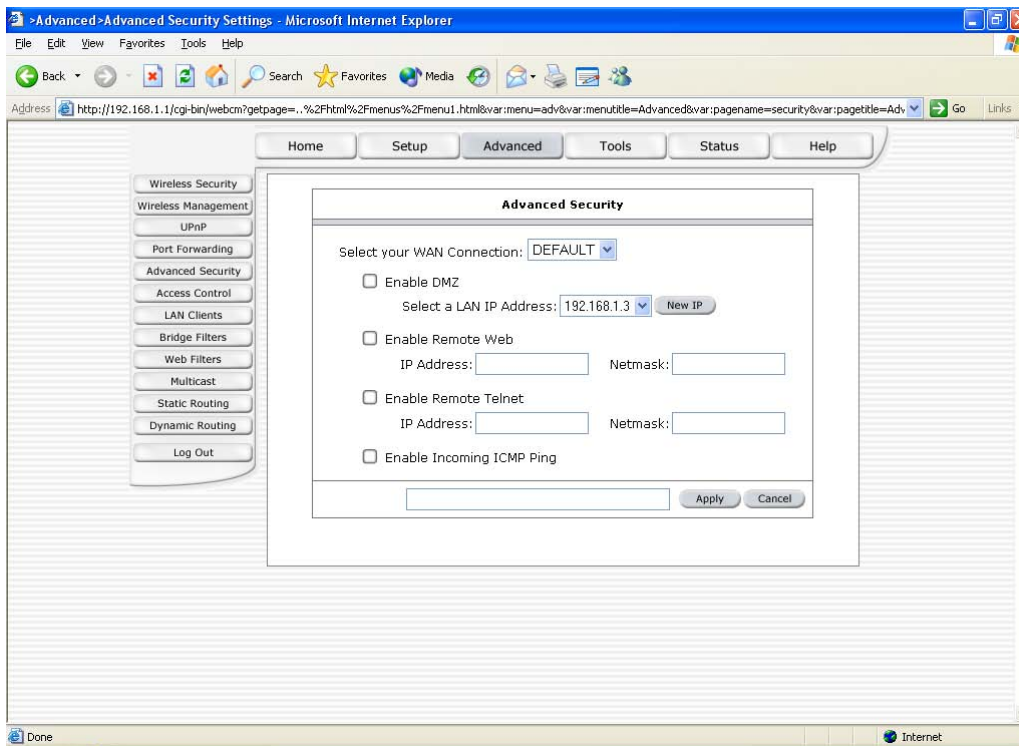 >Advanced>Advanced Security Settings - Microsoft Internet Explorer
File Edit View Favorites Tools Help
Back Search Favorites Media
Address http://192.168.1.1/cgi-bin/webcm?getpage=..%2Fhtml%2Fmenus%2Fmenu1.html&var:menu=adv&var:menutitle=Advanced&var:pagename=security&var:pagetitle=Adv Go Links
Home Setup Advanced Tools Status Help
Wireless Security
Wireless Management
UPnP
Port Forwarding
Advanced Security
Access Control
LAN Clients
Bridge Filters
Web Filters
Multicast
Static Routing
Dynamic Routing
Log Out
Advanced Security
Select your WAN Connection: DEFAULT
Enable DMZ
Select a LAN IP Address: 192.168.1.3 New IP
Enable Remote Web
IP Address: Netmask:
Enable Remote Telnet
IP Address: Netmask:
Enable Incoming ICMP Ping
Apply Cancel
Done Internet